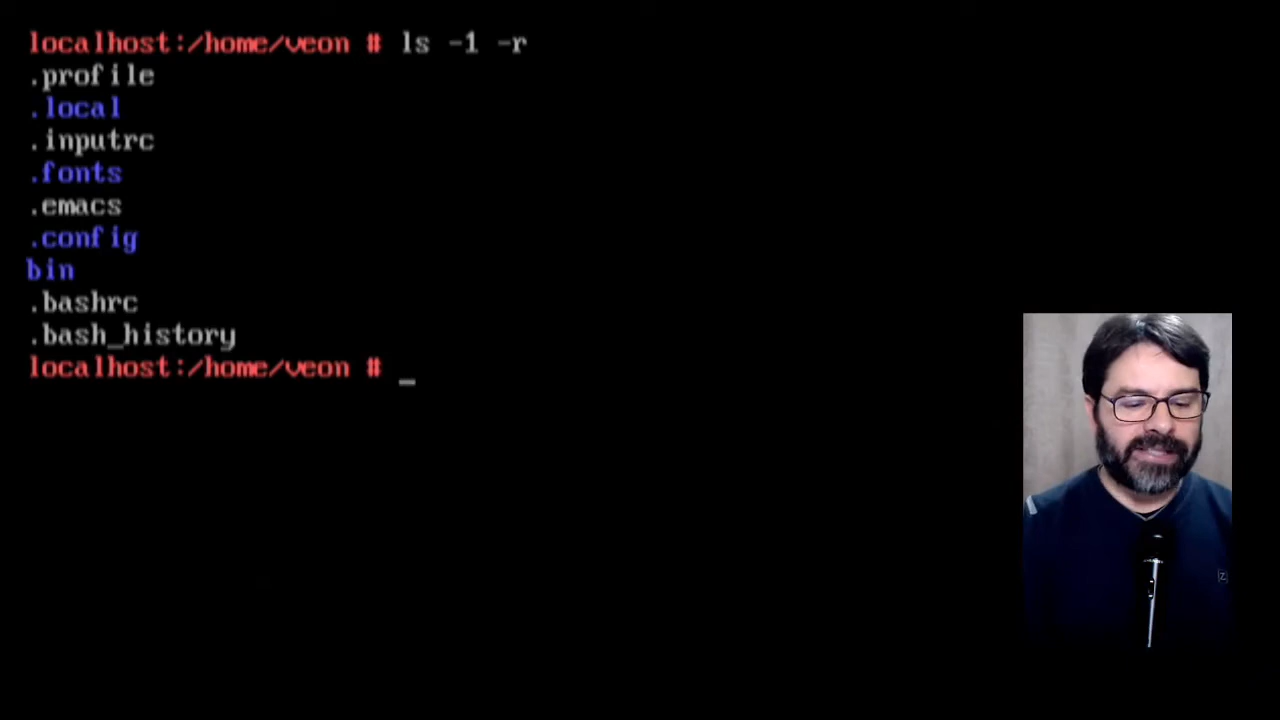 localhost:/home/veon # ls -1 -r
.profile
.local
.inputrc
.fonts
.emacs
.config
bin
.bashrc
.bash_history
localhost:/home/veon # _
Z